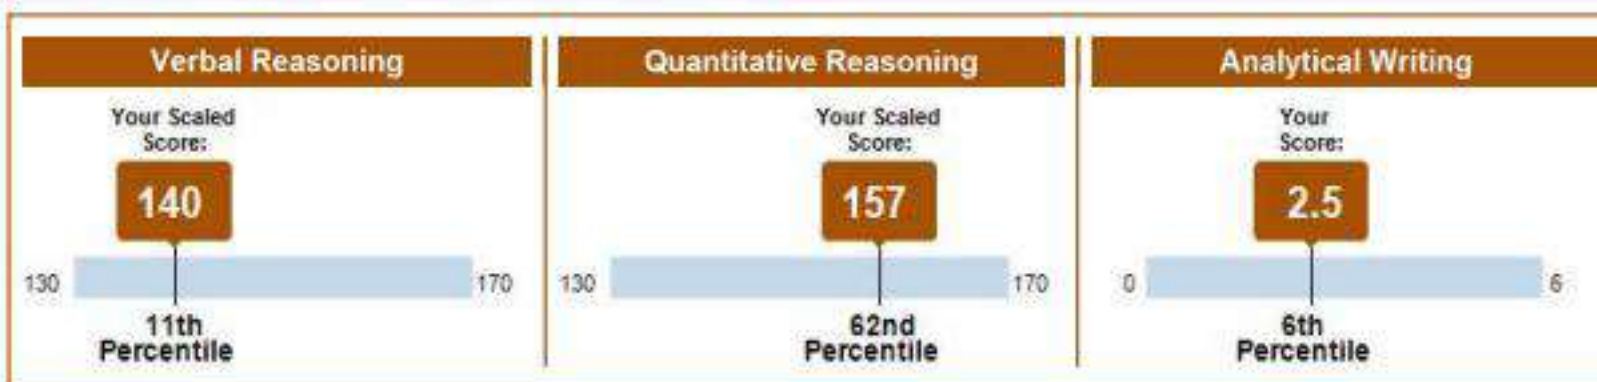 Verbal Reasoning
Your Scaled
Score:
140
130
170
11th
Percentile
Quantitative Reasoning
Your Scaled
Score:
157
130
170
62nd
Percentile
Analytical Writing
Your
Score:
2.5
0
6
6th
Percentile